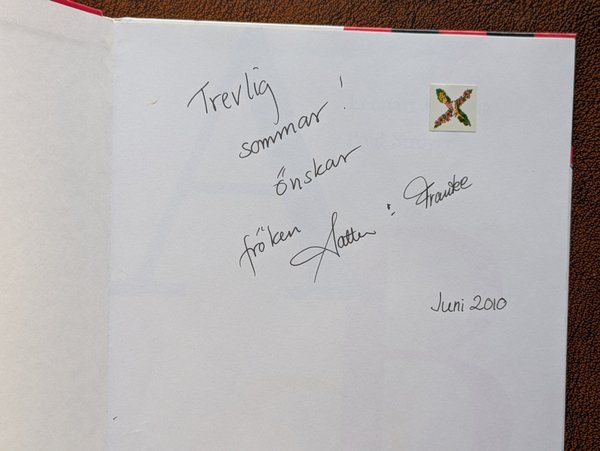 Trevlig
sommar!
önskar
fröken
Juni 2010